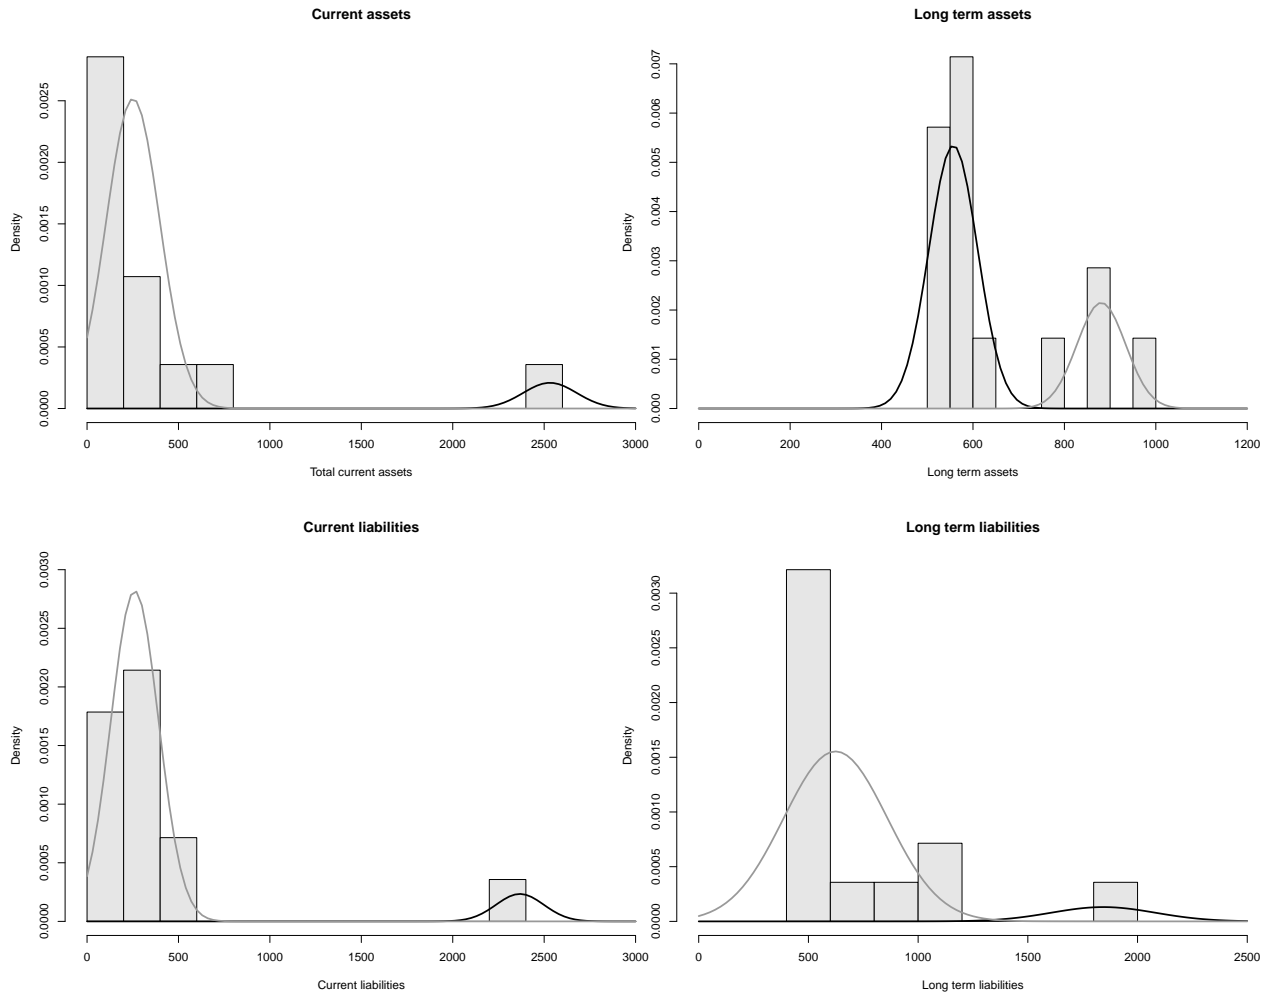 Current assets
Density
0.0000 0.0005 0.0010 0.0015 0.0020 0.0025
0 500 1000 1500 2000 2500 3000
Total current assets
Long term assets
Density
0.000 0.001 0.002 0.003 0.004 0.005 0.006 0.007
0 200 400 600 800 1000 1200
Long term assets
Current liabilities
Density
0.0000 0.0005 0.0010 0.0015 0.0020 0.0025 0.0030
0 500 1000 1500 2000 2500 3000
Current liabilities
Long term liabilities
Density
0.0000 0.0005 0.0010 0.0015 0.0020 0.0025 0.0030
0 500 1000 1500 2000 2500
Long term liabilities